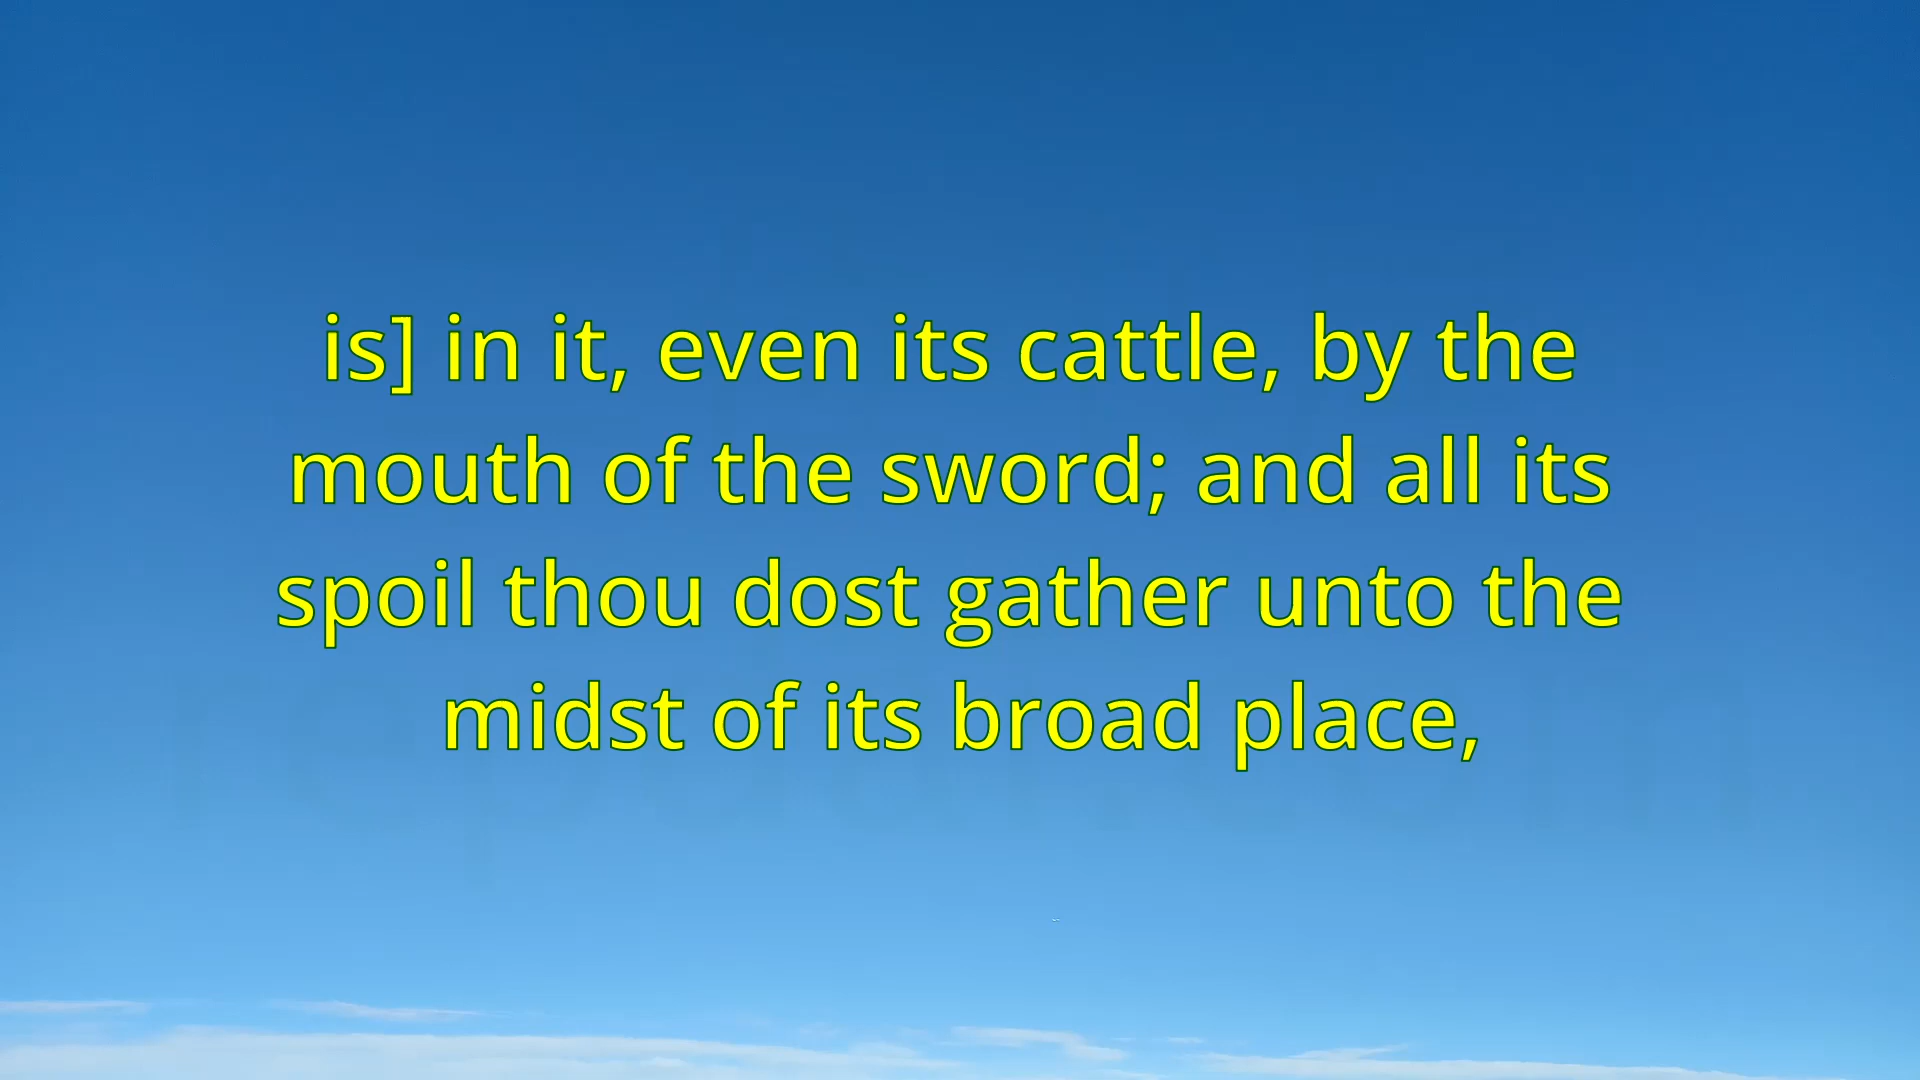 is] in it, even its cattle, by the
mouth of the sword; and all its
spoil thou dost gather unto the
midst of its broad place,